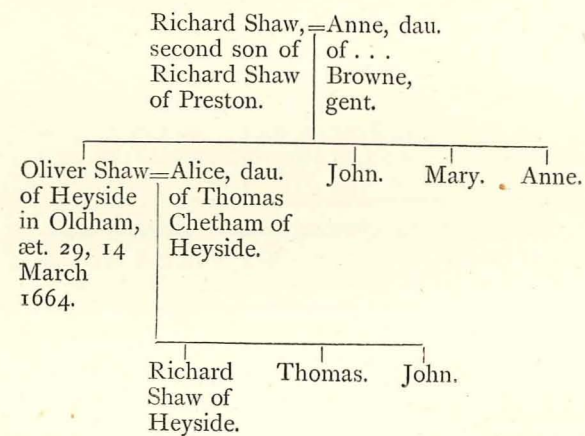 Richard Shaw,=Anne, dau.
second son of of . . .
Richard Shaw Browne,
of Preston. gent.
Oliver Shaw=Alice, dau. John. Mary. Anne.
of Heyside of Thomas
in Oldham, Chetham of
æt. 29, 14 Heyside.
March
1664.
Richard Thomas. John.
Shaw of
Heyside.